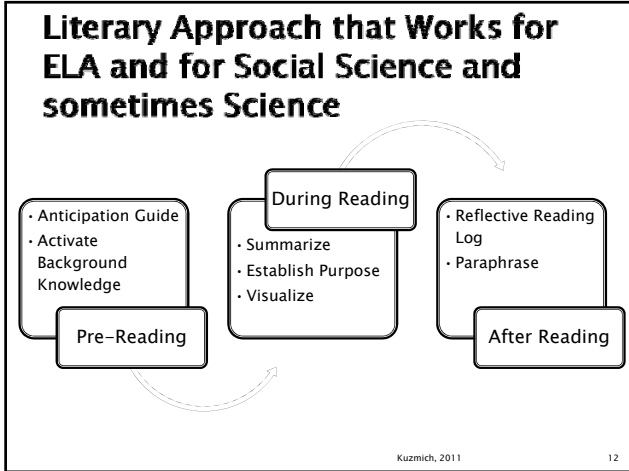 Literary Approach that Works for
ELA and for Social Science and
sometimes Science
• Anticipation Guide
• Activate
Background
Knowledge
Pre-Reading
During Reading
• Summarize
• Establish Purpose
• Visualize
• Reflective Reading
Log
• Paraphrase
After Reading
Kuzmich, 2011
12